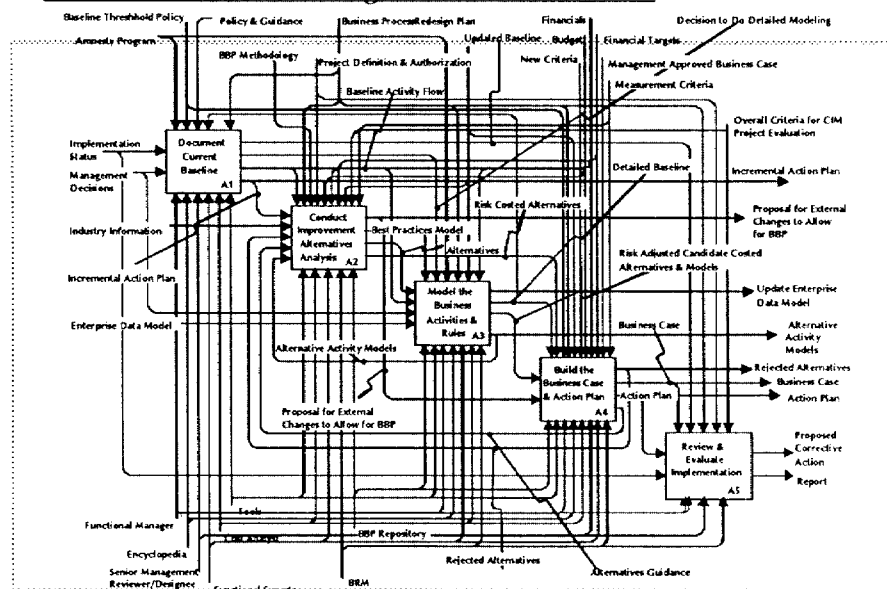 Baseline Threshhold Policy
Policy & Guidance
Business Process Redesign Plan
Financials
Decision to Do Detailed Modeling
Amnesty Program
Updated Baseline
Budget
Financial Targets
BBP Methodology
Project Definition & Authorization
New Criteria
Management Approved Business Case
Measurement Criteria
Baseline Activity Flow
Overall Criteria for CIM
Project Evaluation
Implementation
Status
Management
Decisions
Document
Current
Baseline
A1
Detailed Baseline
Incremental Action Plan
Industry Information
Conduct
Improvement
Alternatives
Analysis
A2
Risk Costed Alternatives
Best Practices Model
Alternatives
Proposal for External
Changes to Allow
for BBP
Risk Adjusted Candidate Costed
Alternatives & Models
Incremental Action Plan
Model the
Business
Activities &
Rules
A3
Update Enterprise
Data Model
Enterprise Data Model
Business Case
Alternative
Activity
Models
Alternative Activity Models
Build the
Business Case
& Action Plan
A4
Rejected Alternatives
Business Case
Action Plan
Action Plan
Proposal for External
Changes to Allow for BBP
Review &
Evaluate
Implementation
A5
Proposed
Corrective
Action
Report
Functional Manager
Tools
Encyclopedia
BBP Repository
Senior Management
Reviewer/Designee
BRM
Rejected Alternatives
Alternatives Guidance